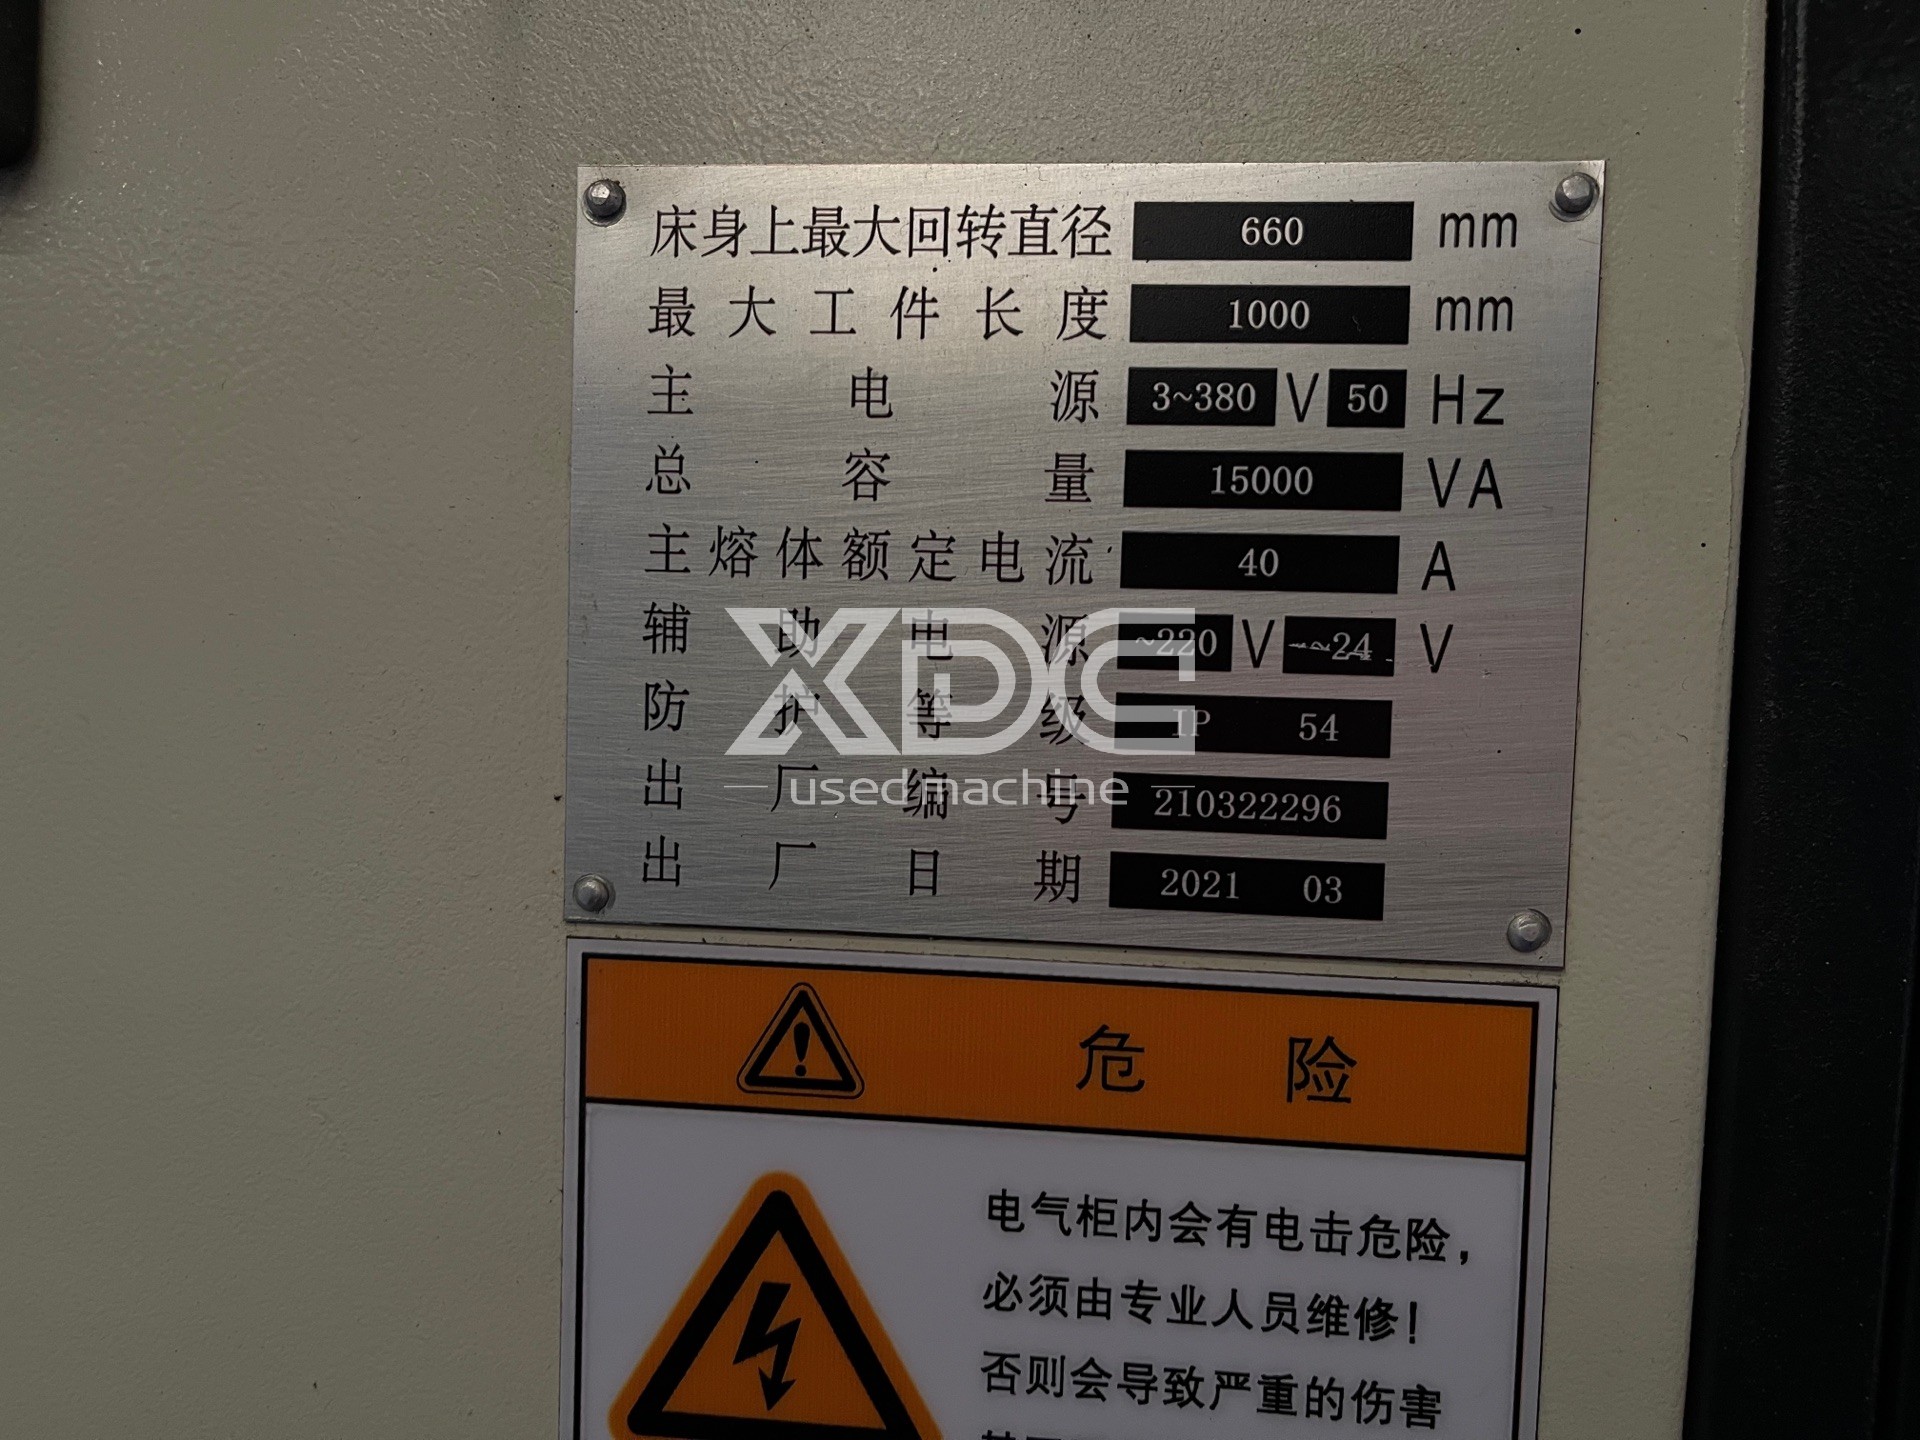 床身上最大回转直径 660 mm
最大工件长度 1000 mm
主电源 3~380 V 50 Hz
总容量 15000 VA
主熔体额定电流 40 A
辅助电源 ~220 V ~24 V
防护等级 IP 54
出厂编号 210322296
出厂日期 2021 03
XDC
used machine
危险
电气柜内会有电击危险，
必须由专业人员维修！
否则会导致严重的伤害